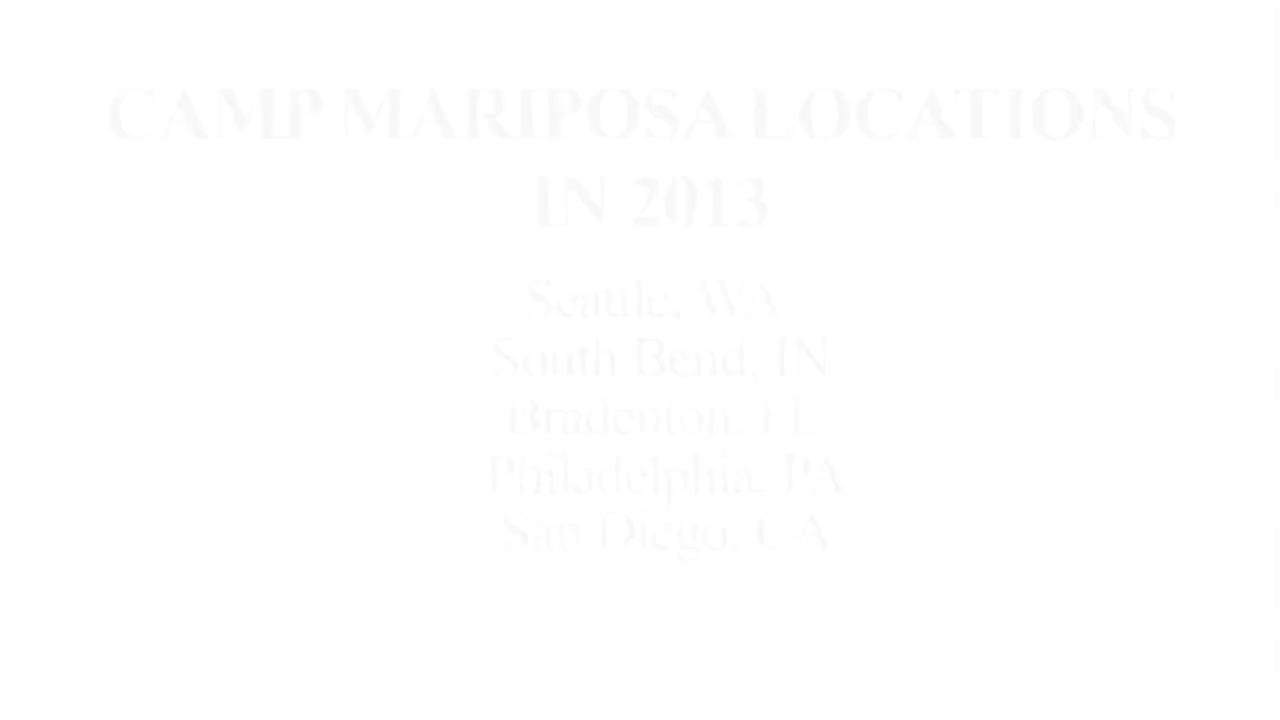 CAMP MARIPOSA LOCATIONS
IN 2013
Seattle, WA
South Bend, IN
Bradenton, FL
Philadelphia, PA
San Diego, CA